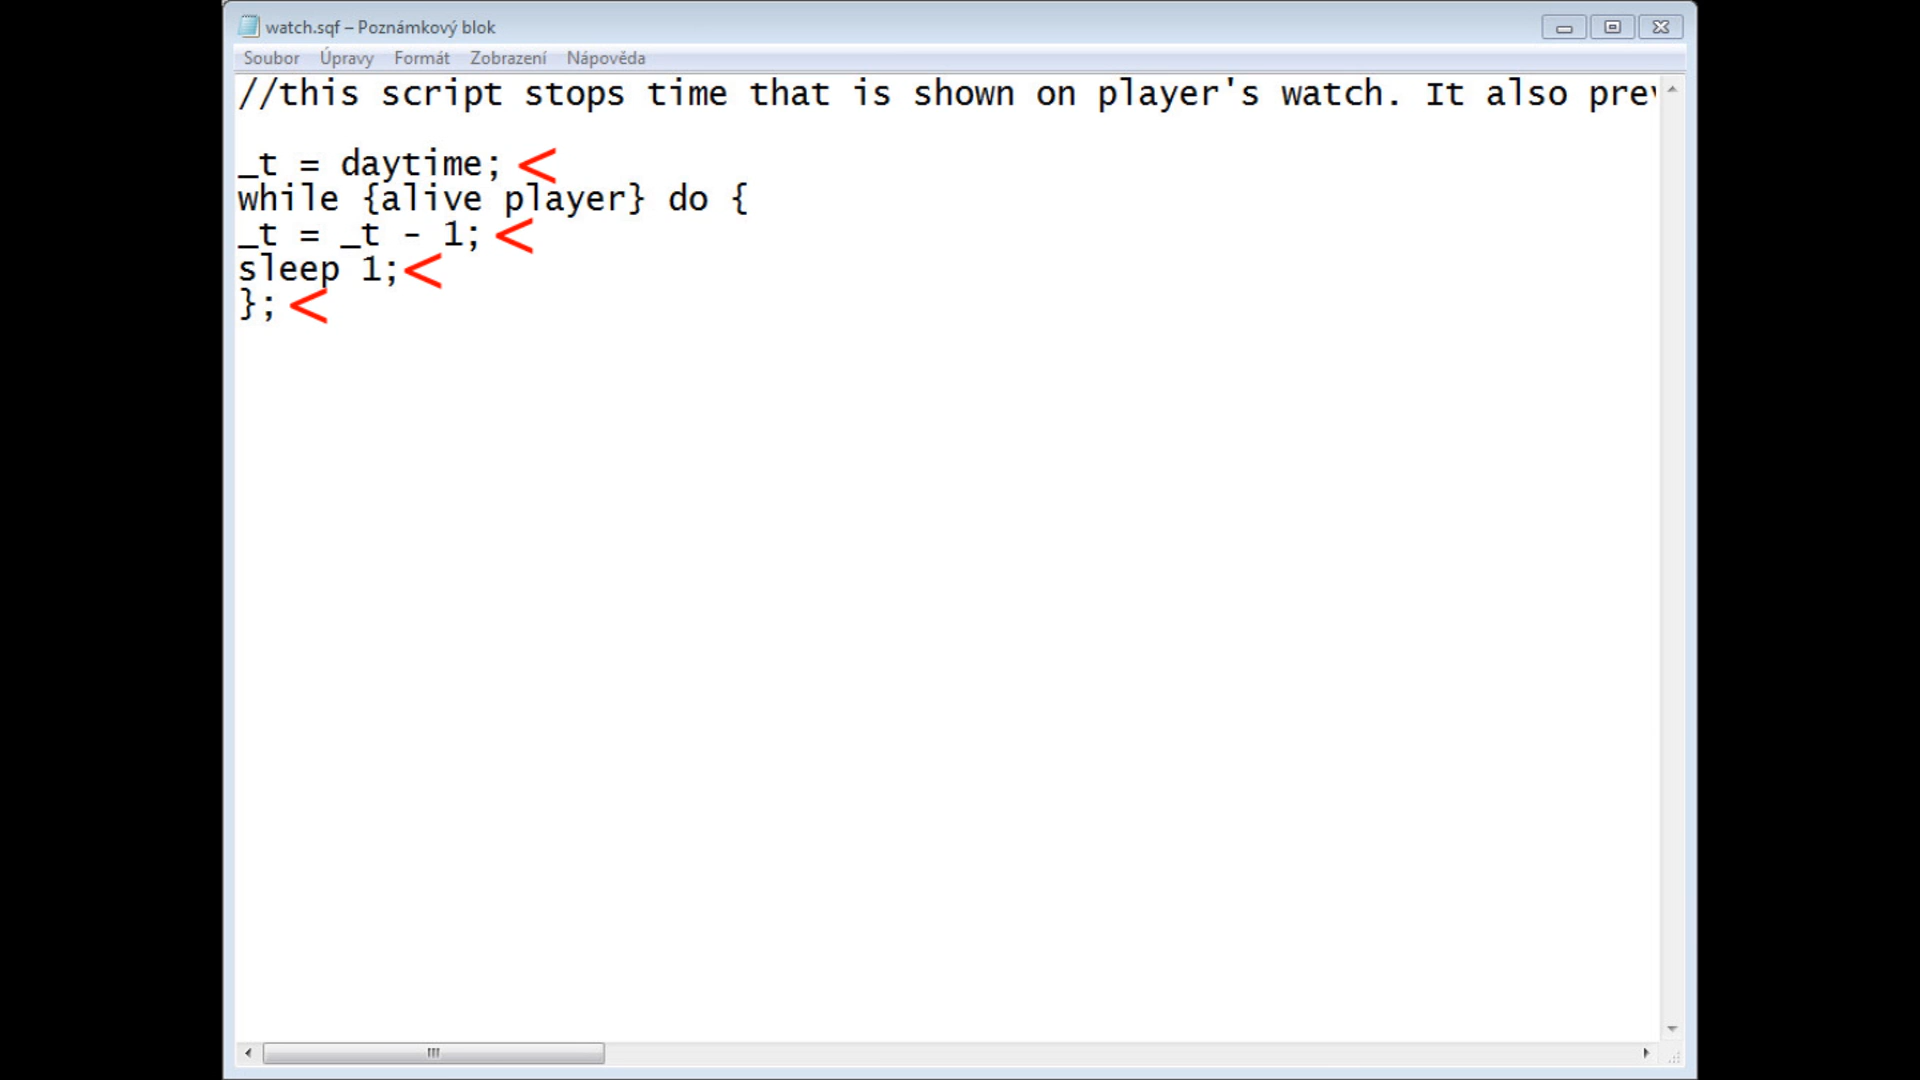 watch.sqf – Poznámkový blok
Soubor Úpravy Formát Zobrazení Nápověda
//this script stops time that is shown on player's watch. It also prev
_t = daytime; <
while {alive player} do {
_t = _t - 1; <
sleep 1; <
}; <